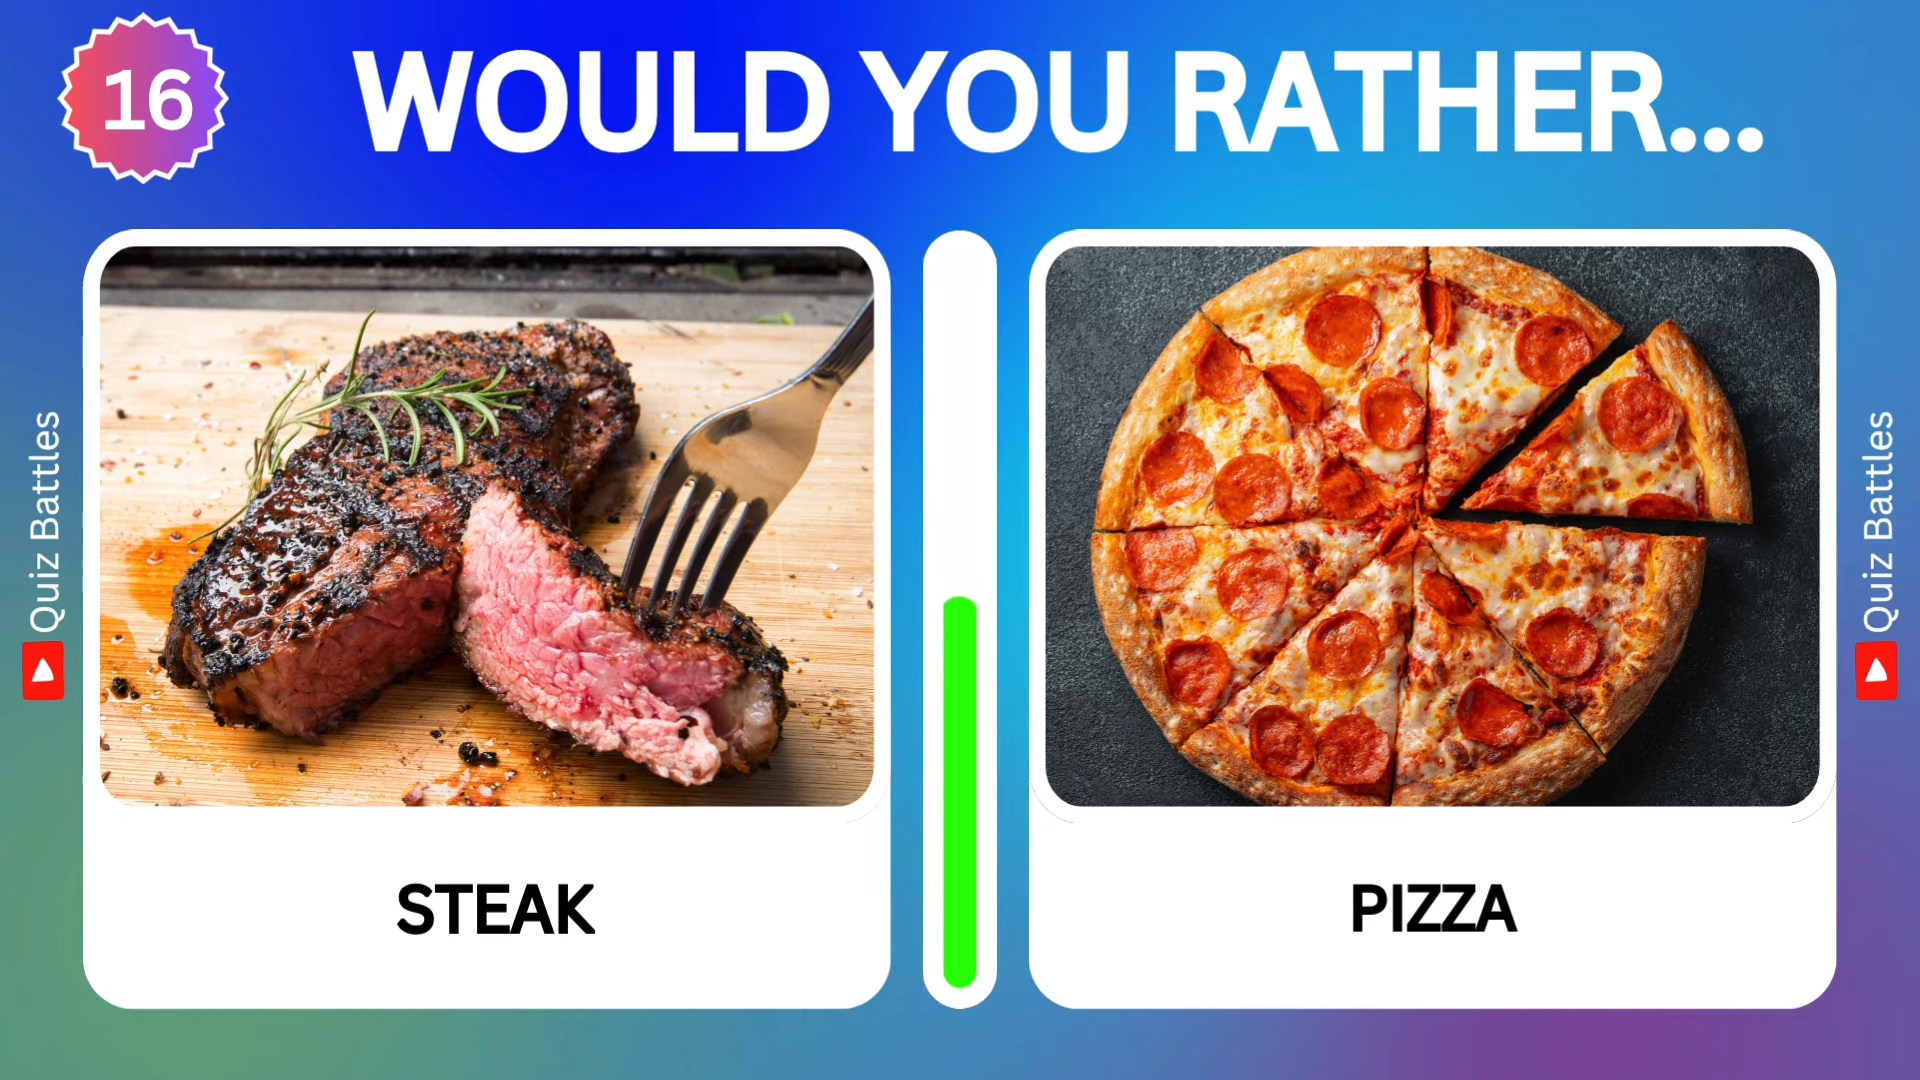 16
WOULD YOU RATHER...
Quiz Battles
STEAK
PIZZA
Quiz Battles